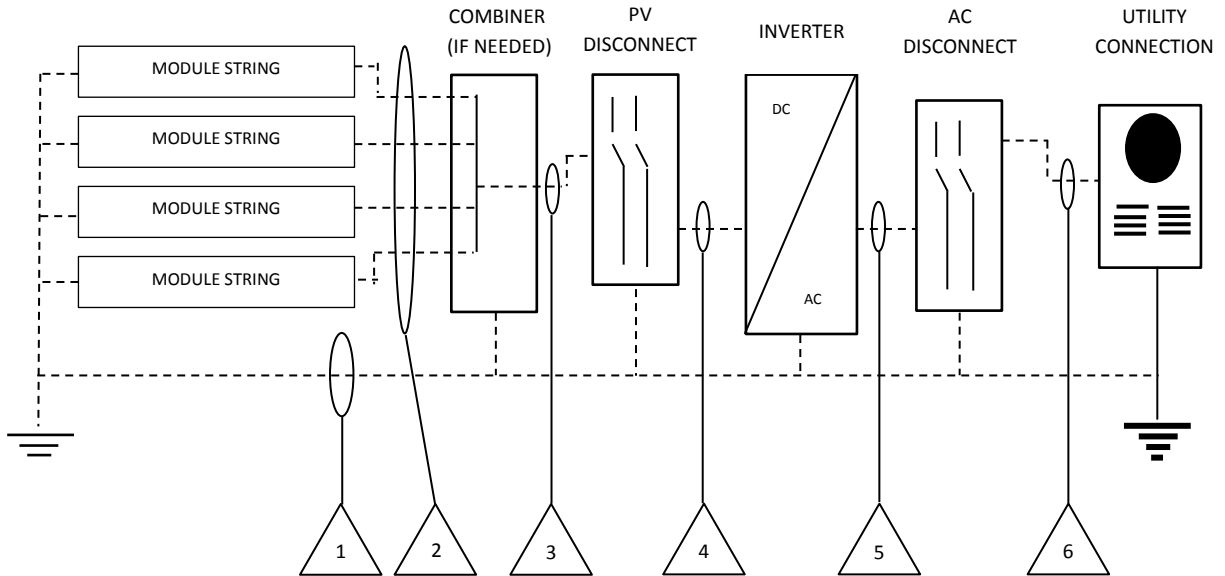 COMBINER
(IF NEEDED)
PV
DISCONNECT
INVERTER
AC
DISCONNECT
UTILITY
CONNECTION
MODULE STRING
MODULE STRING
MODULE STRING
MODULE STRING
DC
AC
1
2
3
4
5
6